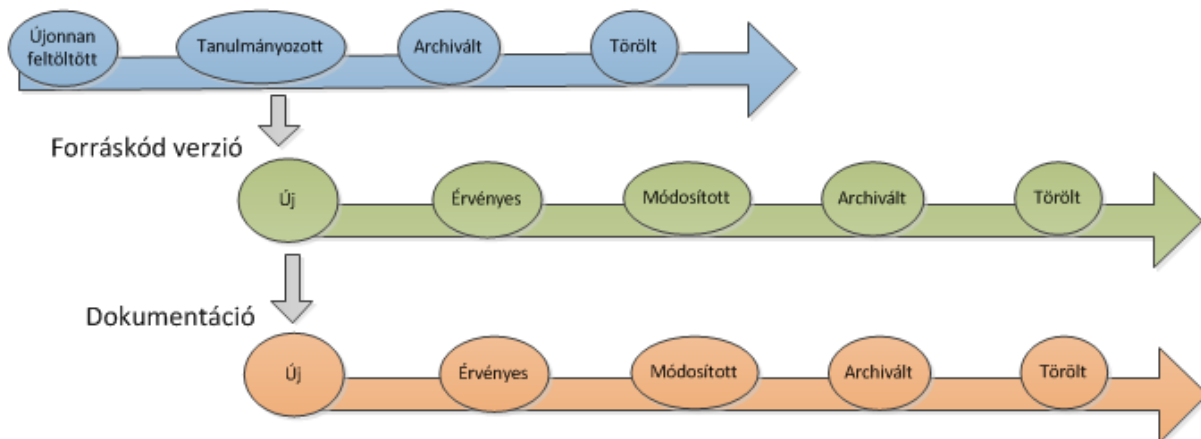 Újonnan
feltöltött
Tanulmányozott
Archivált
Törölt
Forráskód verzió
Új
Érvényes
Módosított
Archivált
Törölt
Dokumentáció
Új
Érvényes
Módosított
Archivált
Törölt